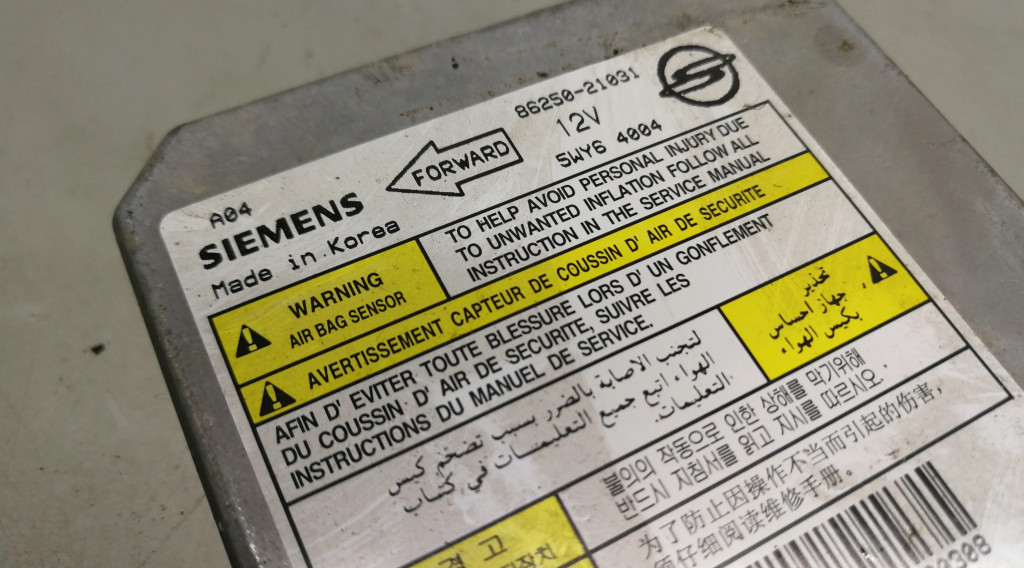 86250-21031
12V
5WY6 4004
FORWARD
A04
SIEMENS
Made in Korea
WARNING
AIR BAG SENSOR
TO HELP AVOID PERSONAL INJURY DUE
TO UNWANTED INFLATION FOLLOW ALL
INSTRUCTION IN THE SERVICE MANUAL
AVERTISSEMENT CAPTEUR DE COUSSIN D' AIR DE SECURITE
AFIN D' EVITER TOUTE BLESSURE LORS D' UN GONFLEMENT
DU COUSSIN D' AIR DE SECURITE, SUIVRE LES
INSTRUCTIONS DU MANUEL DE SERVICE.
تحذير
جهاز احساس
بكيس الهواء
لتجنب الاصابة بالضرر بسبب تضخم كيس
الهواء اتبع جميع التعليمات في كتاب
التعليمات.
경 고
불의의 작동으로 인한 상해를 막기위해
반드시 지침서를 읽고 지시를 따르시오.
为了防止因操作不当而引起的伤害,
请仔细阅读维修手册。